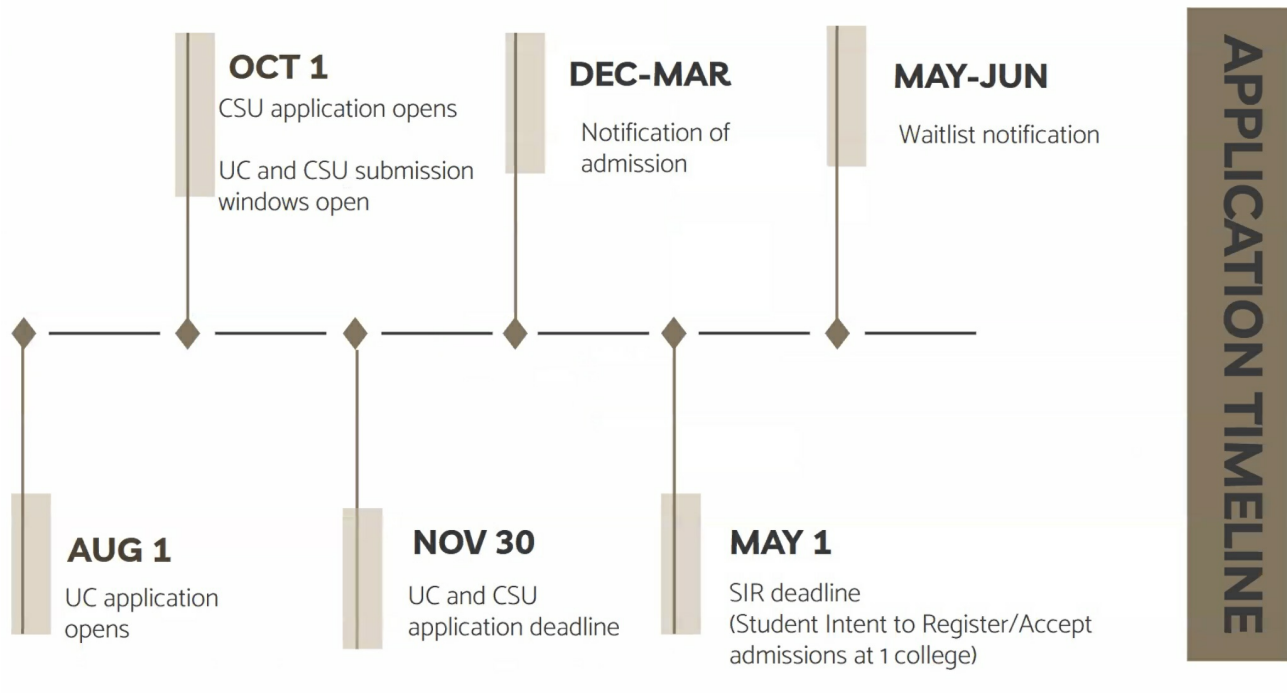 OCT 1
CSU application opens
UC and CSU submission
windows open
DEC-MAR
Notification of
admission
MAY-JUN
Waitlist notification
AUG 1
UC application
opens
NOV 30
UC and CSU
application deadline
MAY 1
SIR deadline
(Student Intent to Register/Accept
admissions at 1 college)
APPLICATION TIMELINE